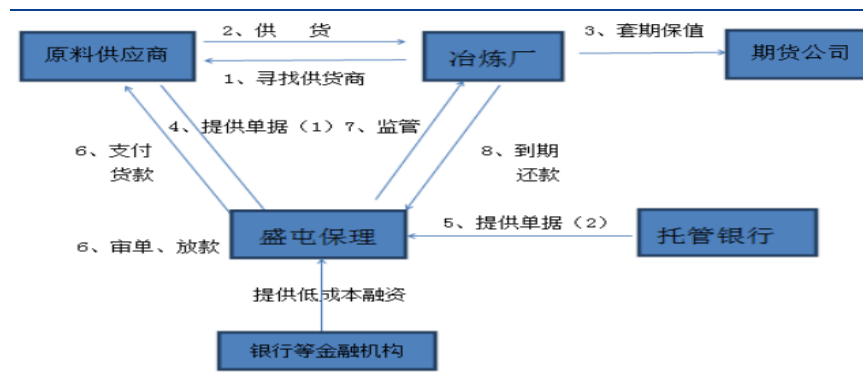 2、供 货
3、套期保值
原料供应商
冶炼厂
期货公司
1、寻找供货商
4、提供单据（1）
7、监管
6、支付
货款
8、到期
还款
5、提供单据（2）
盛屯保理
托管银行
6、审单、放款
提供低成本融资
银行等金融机构